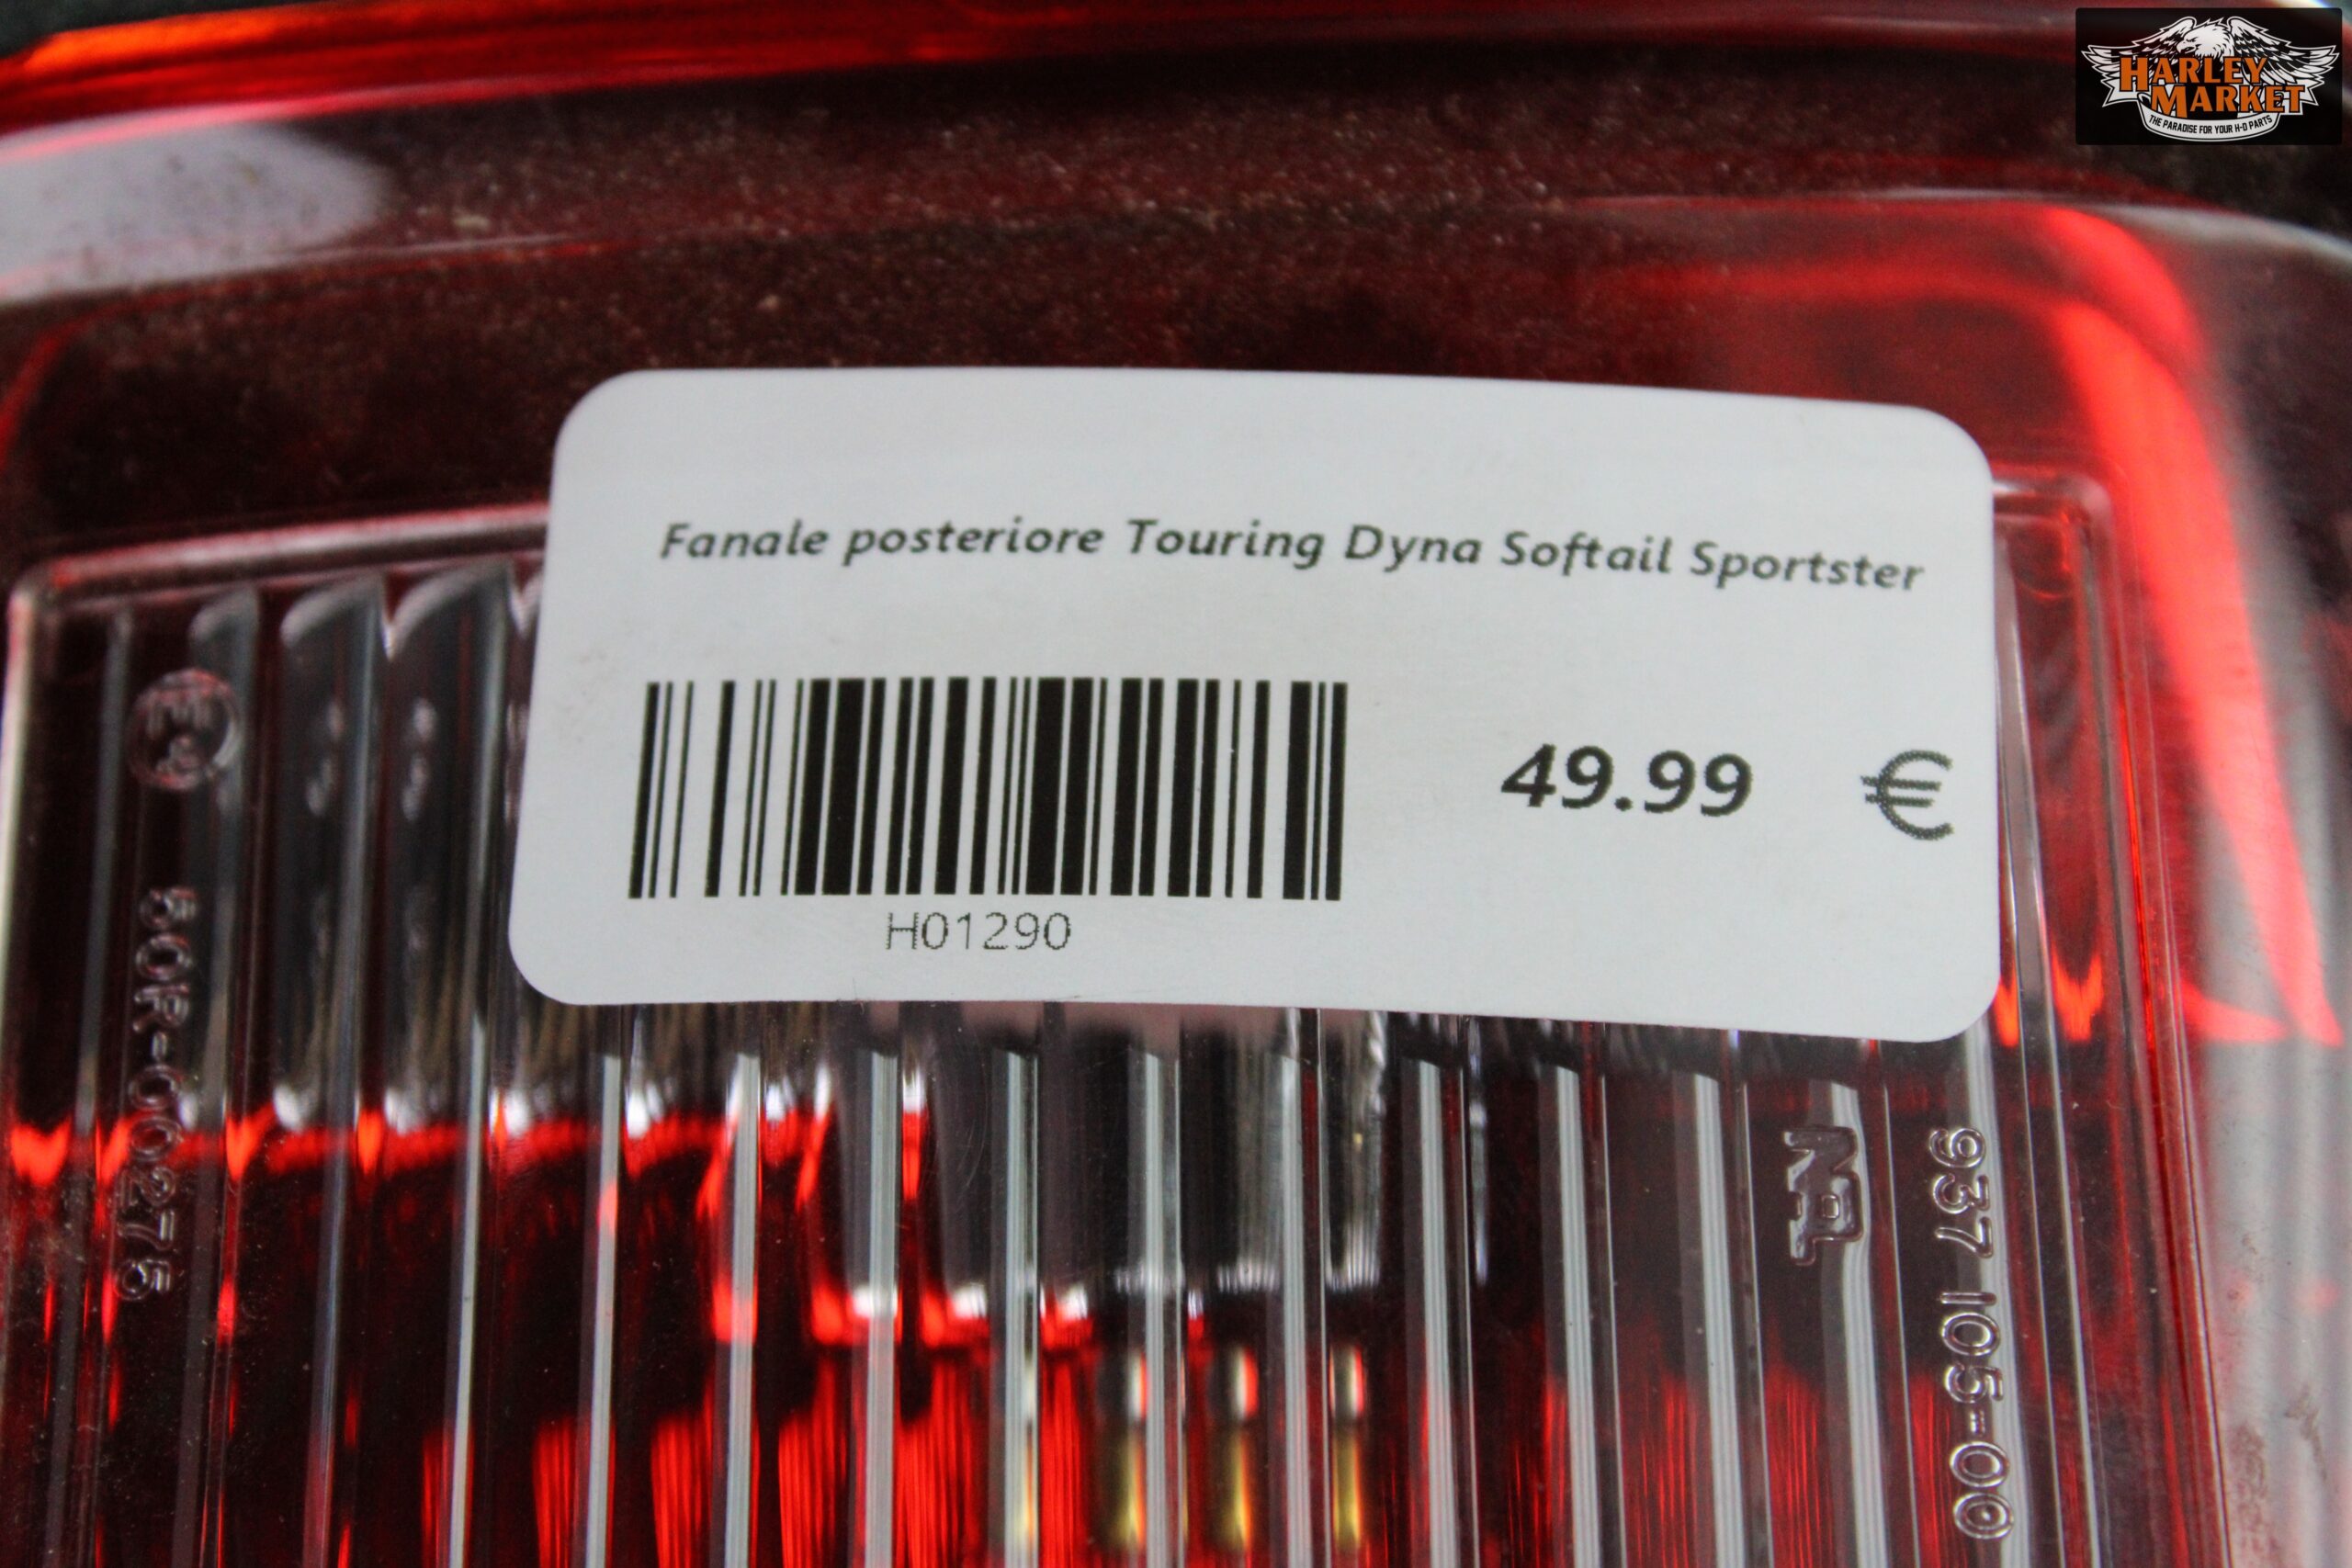 HARLEY
MARKET
THE PARADISE FOR YOUR H-D PARTS
Fanale posteriore Touring Dyna Softail Sportster
49.99 €
H01290
50R-00275
937 105-00